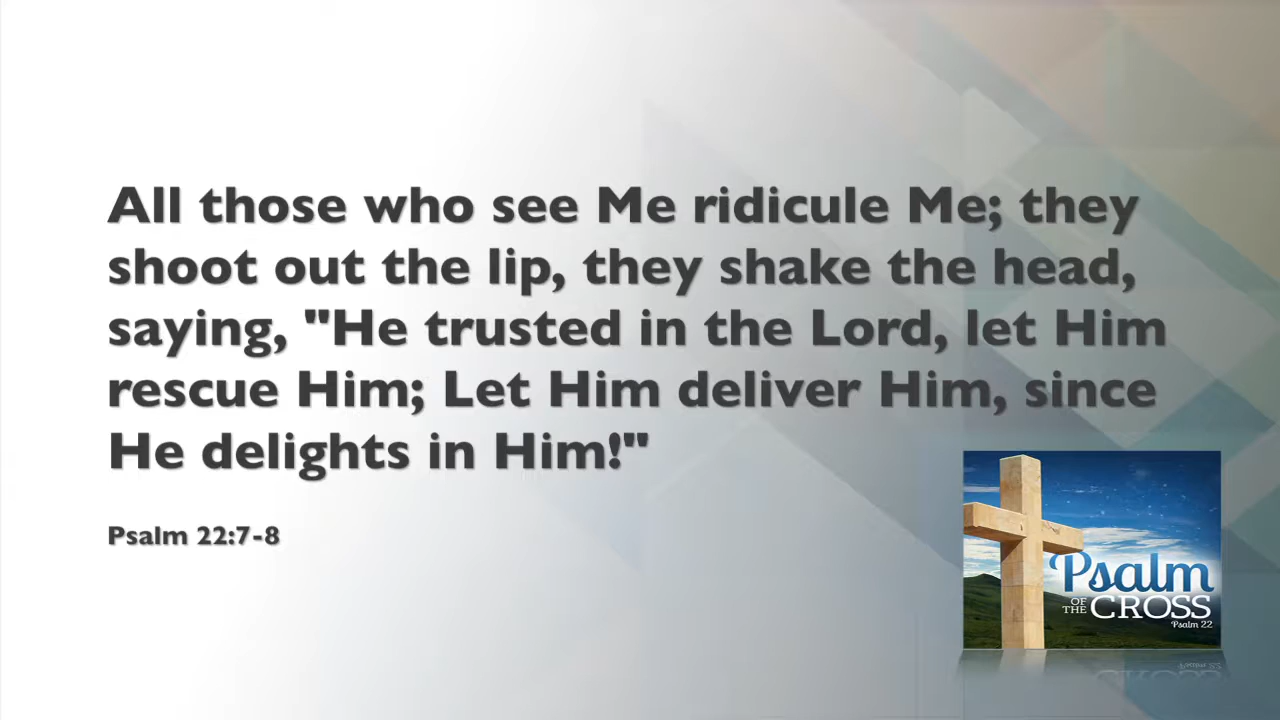 All those who see Me ridicule Me; they
shoot out the lip, they shake the head,
saying, "He trusted in the Lord, let Him
rescue Him; Let Him deliver Him, since
He delights in Him!"
Psalm 22:7-8
Psalm
OF THE CROSS
Psalm 22